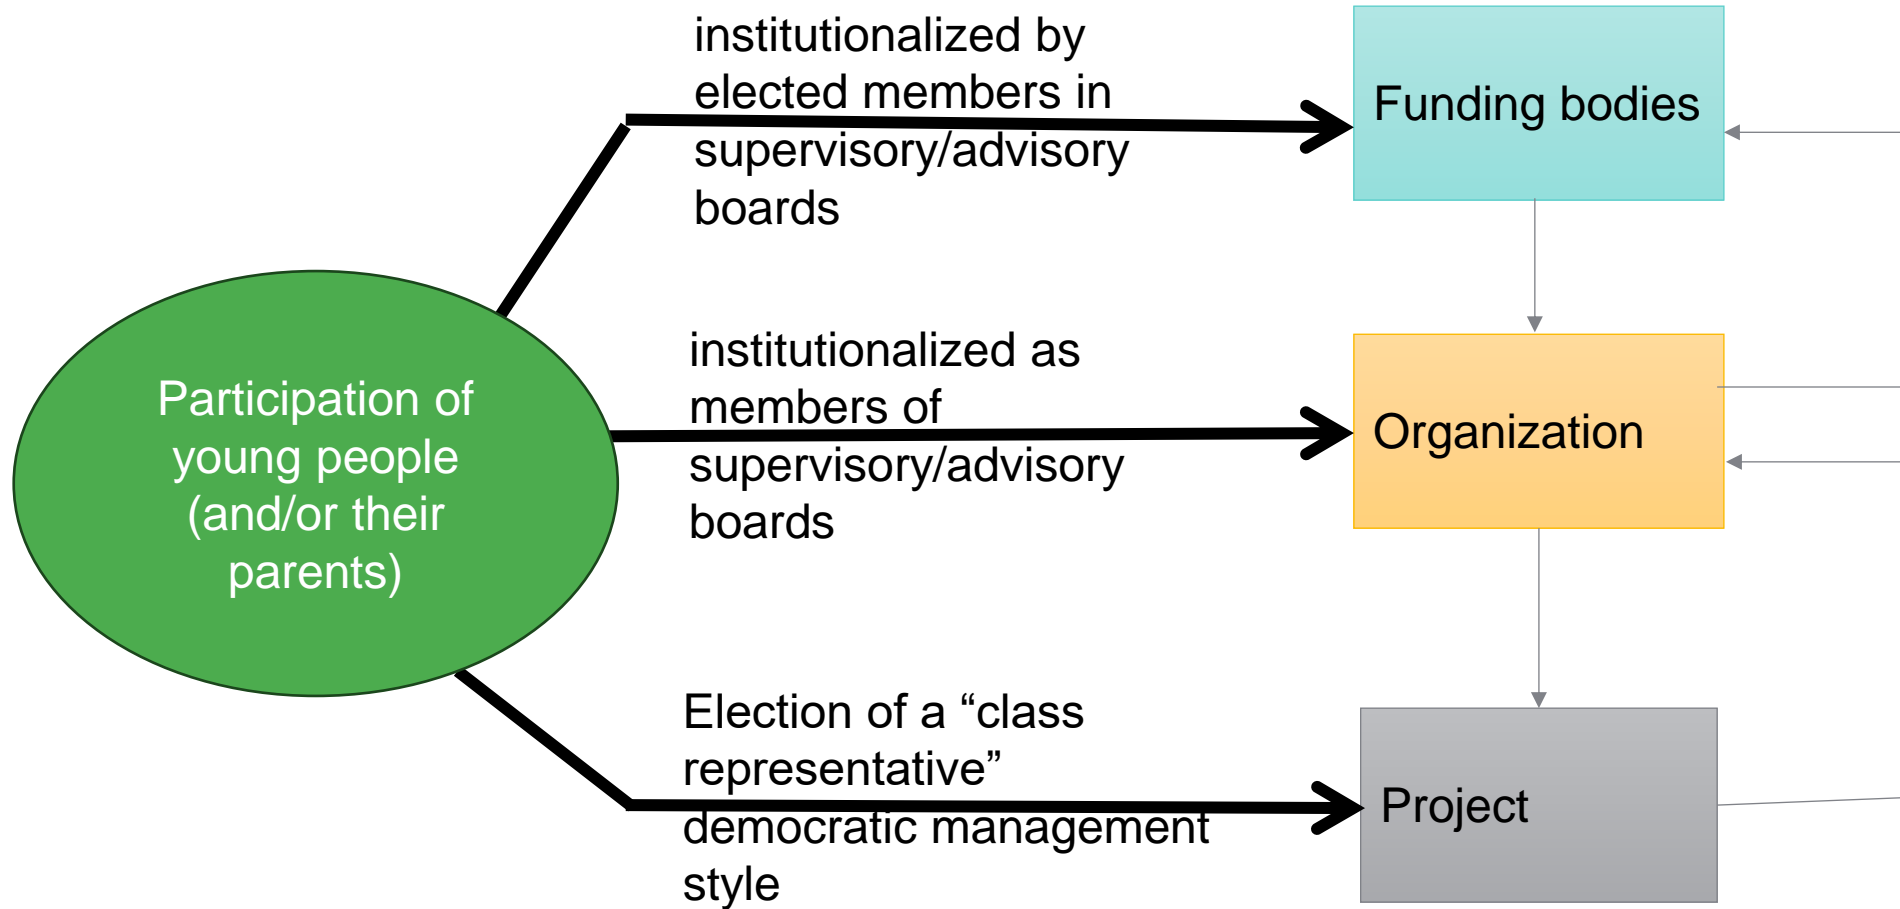 institutionalized by
elected members in
supervisory/advisory
boards
Funding bodies
Participation of
young people
(and/or their
parents)
institutionalized as
members of
supervisory/advisory
boards
Organization
Election of a “class
representative”
democratic management
style
Project